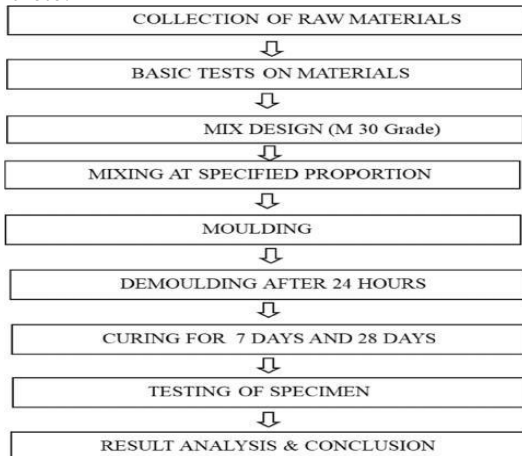 COLLECTION OF RAW MATERIALS
BASIC TESTS ON MATERIALS
MIX DESIGN (M 30 Grade)
MIXING AT SPECIFIED PROPORTION
MOULDING
DEMOULDING AFTER 24 HOURS
CURING FOR 7 DAYS AND 28 DAYS
TESTING OF SPECIMEN
RESULT ANALYSIS & CONCLUSION